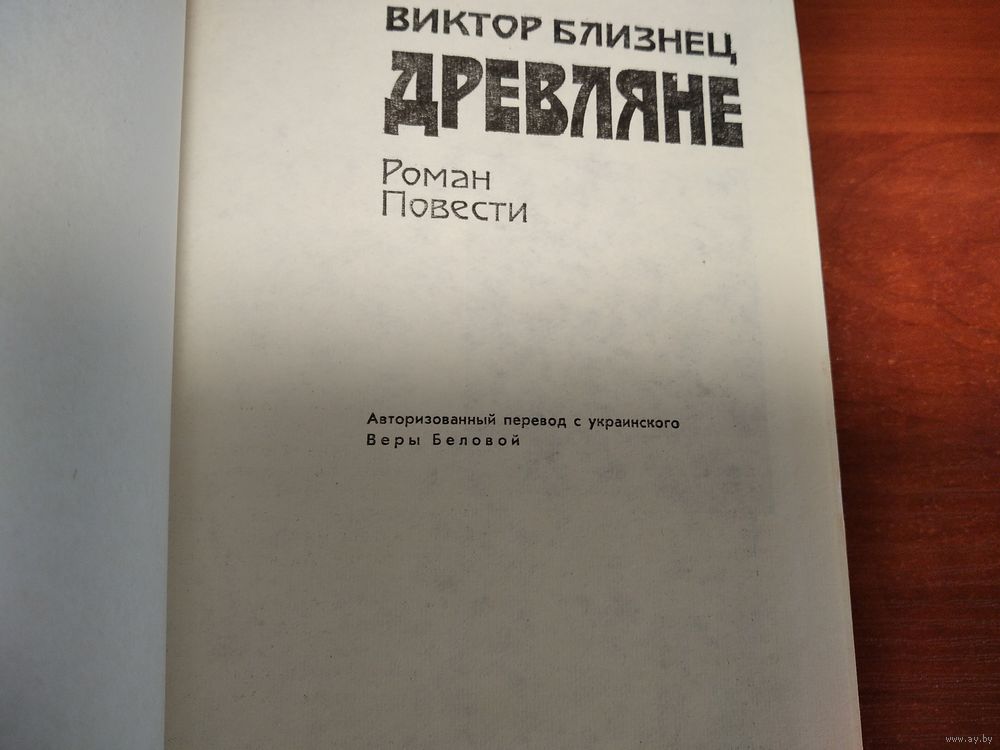 ВИКТОР БЛИЗНЕЦ
ДРЕВЛЯНЕ
Роман
Повести
Авторизованный перевод с украинского
Веры Беловой
www.ay.by